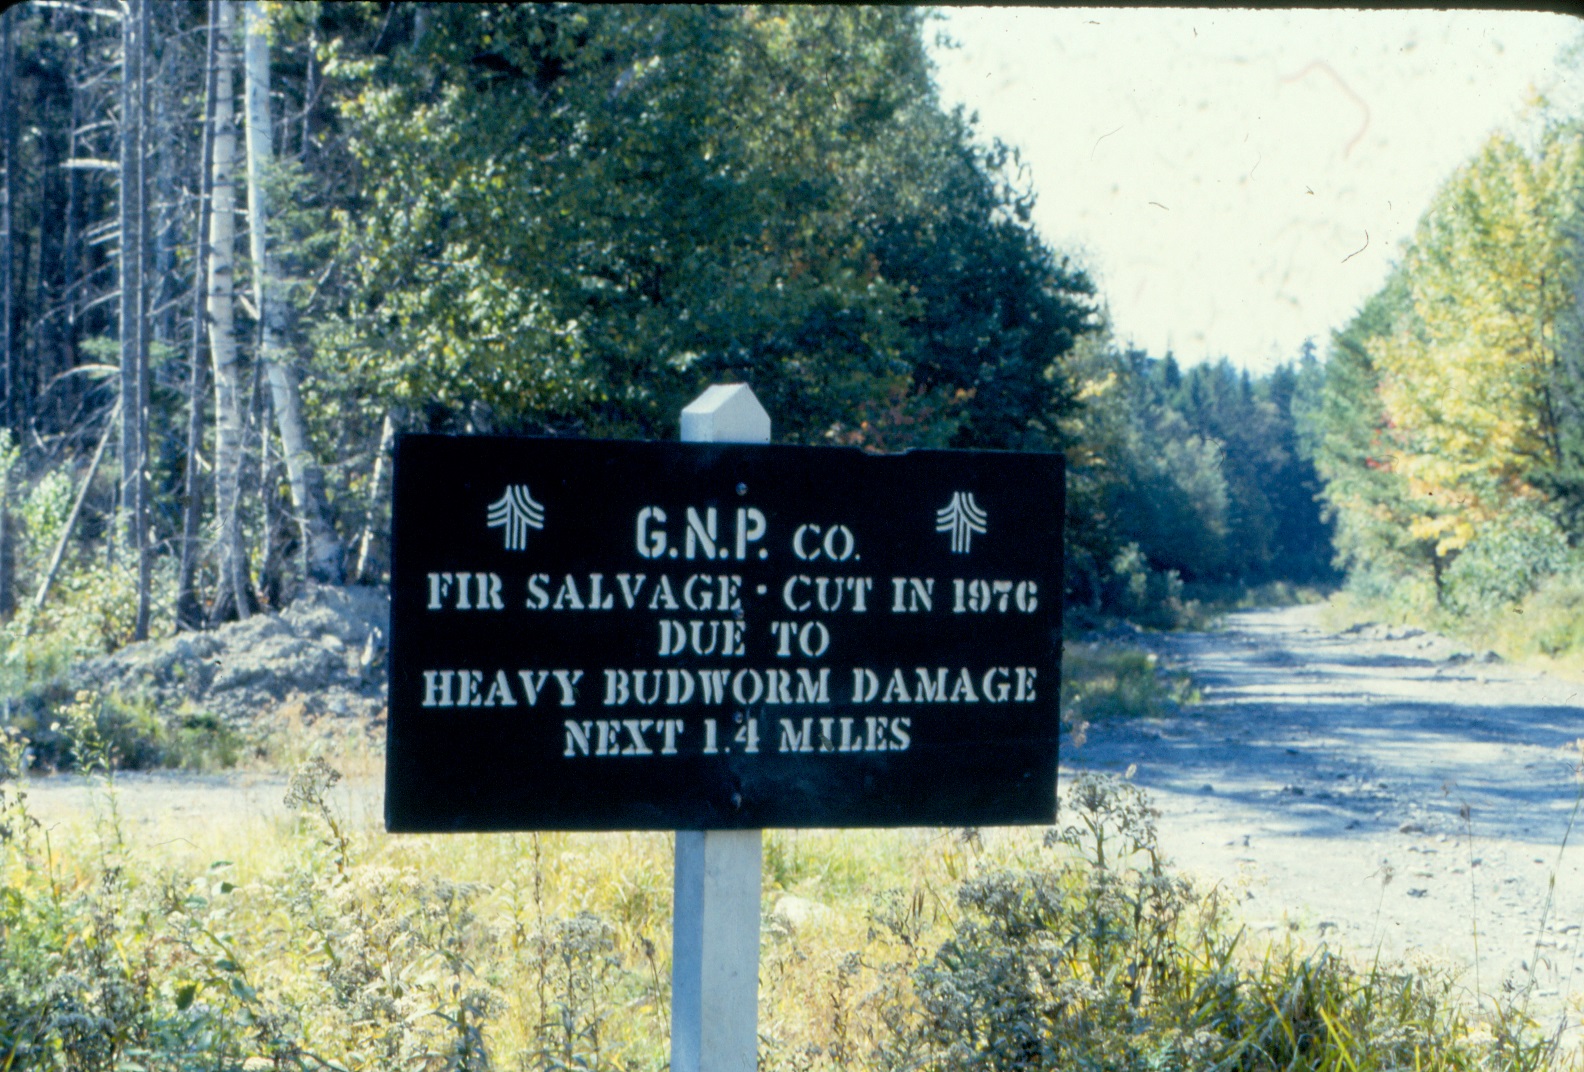 G.N.P. CO.
FIR SALVAGE · CUT IN 1976
DUE TO
HEAVY BUDWORM DAMAGE
NEXT 1.4 MILES